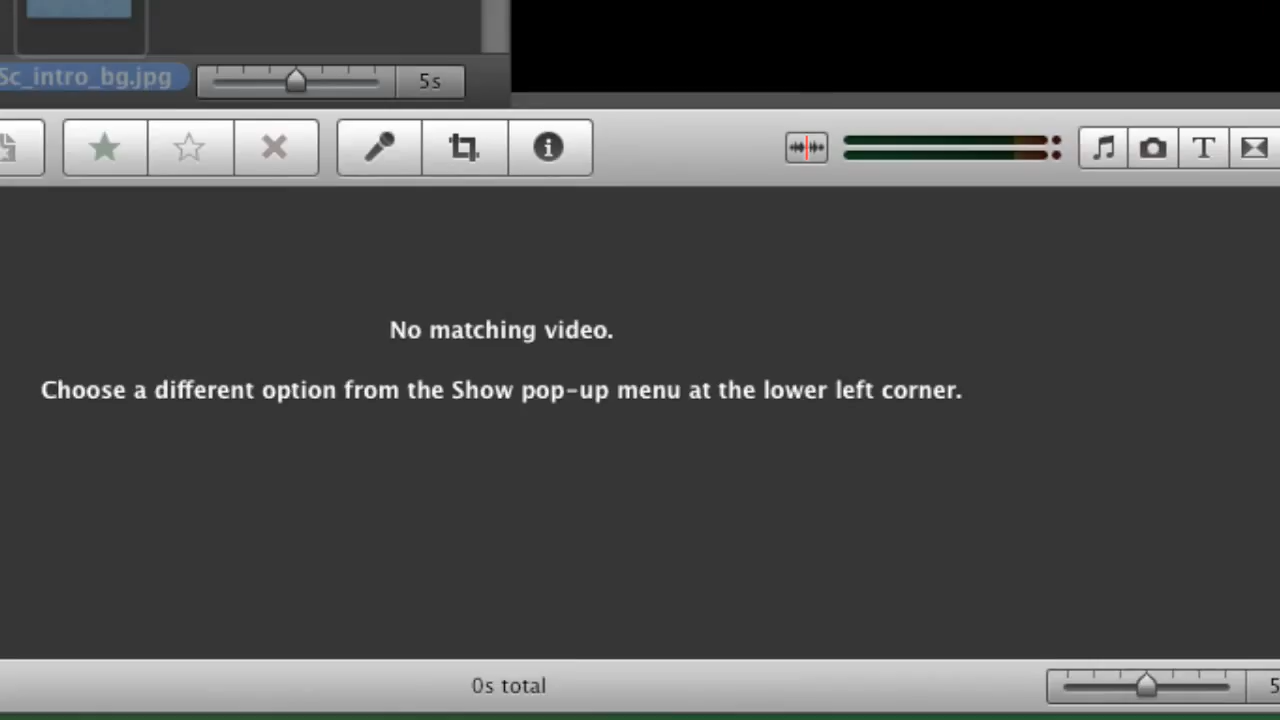 5c_intro_bg.jpg
5s
T
No matching video.
Choose a different option from the Show pop-up menu at the lower left corner.
0s total
5